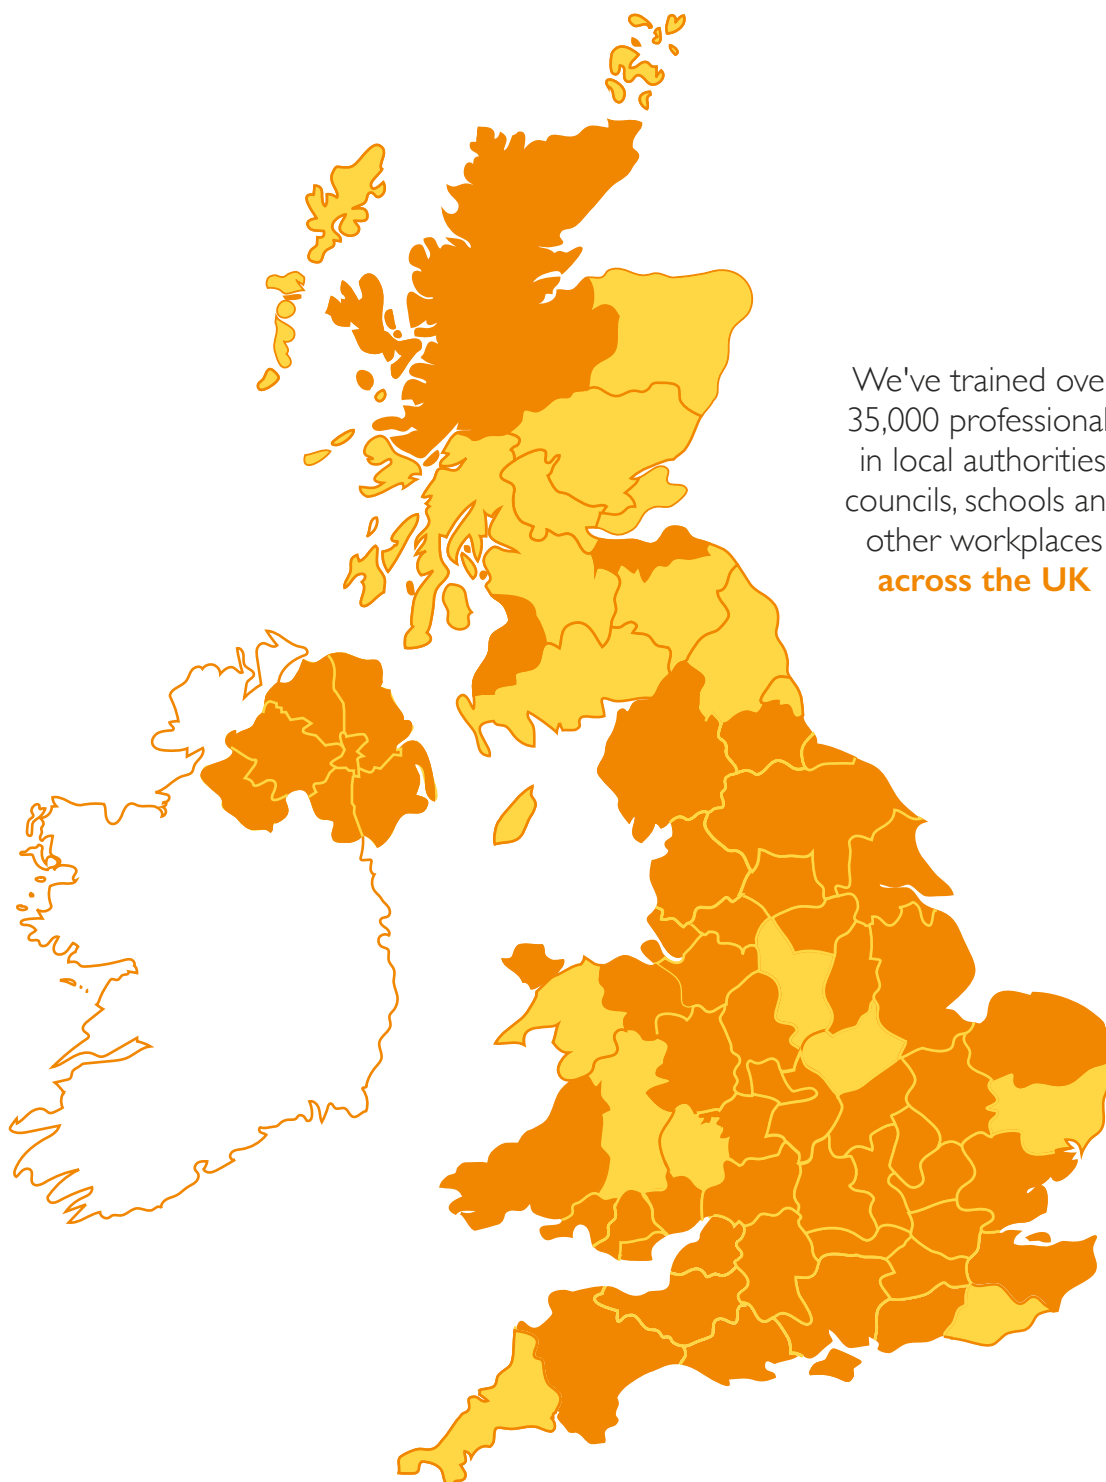 We've trained ove
35,000 professional
in local authorities
councils, schools an
other workplaces
across the UK